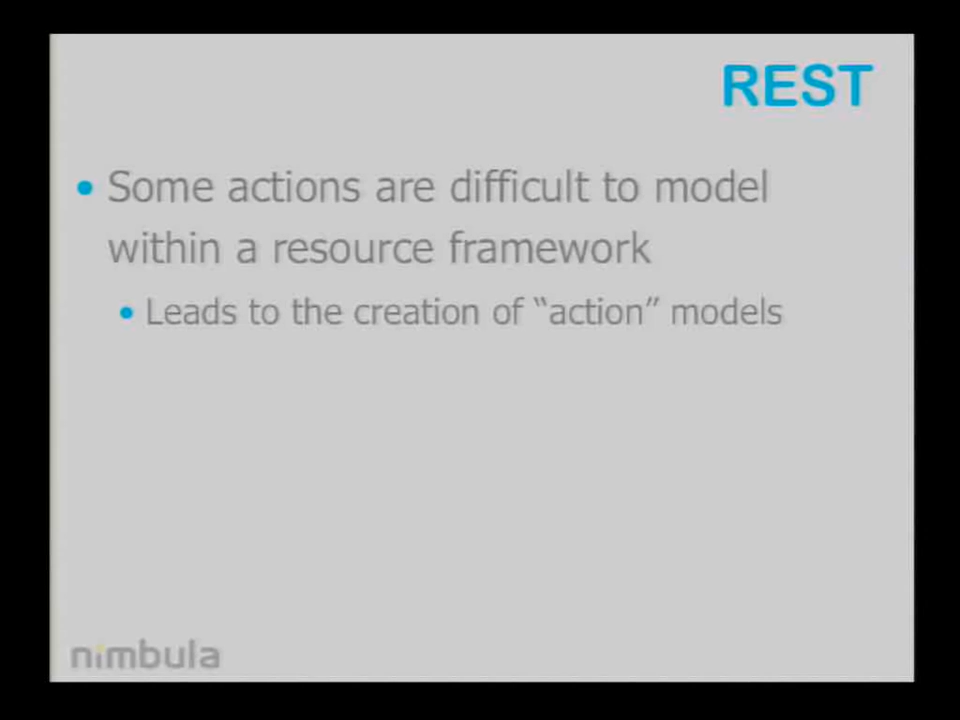 REST
• Some actions are difficult to model
within a resource framework
• Leads to the creation of “action” models
nimbula